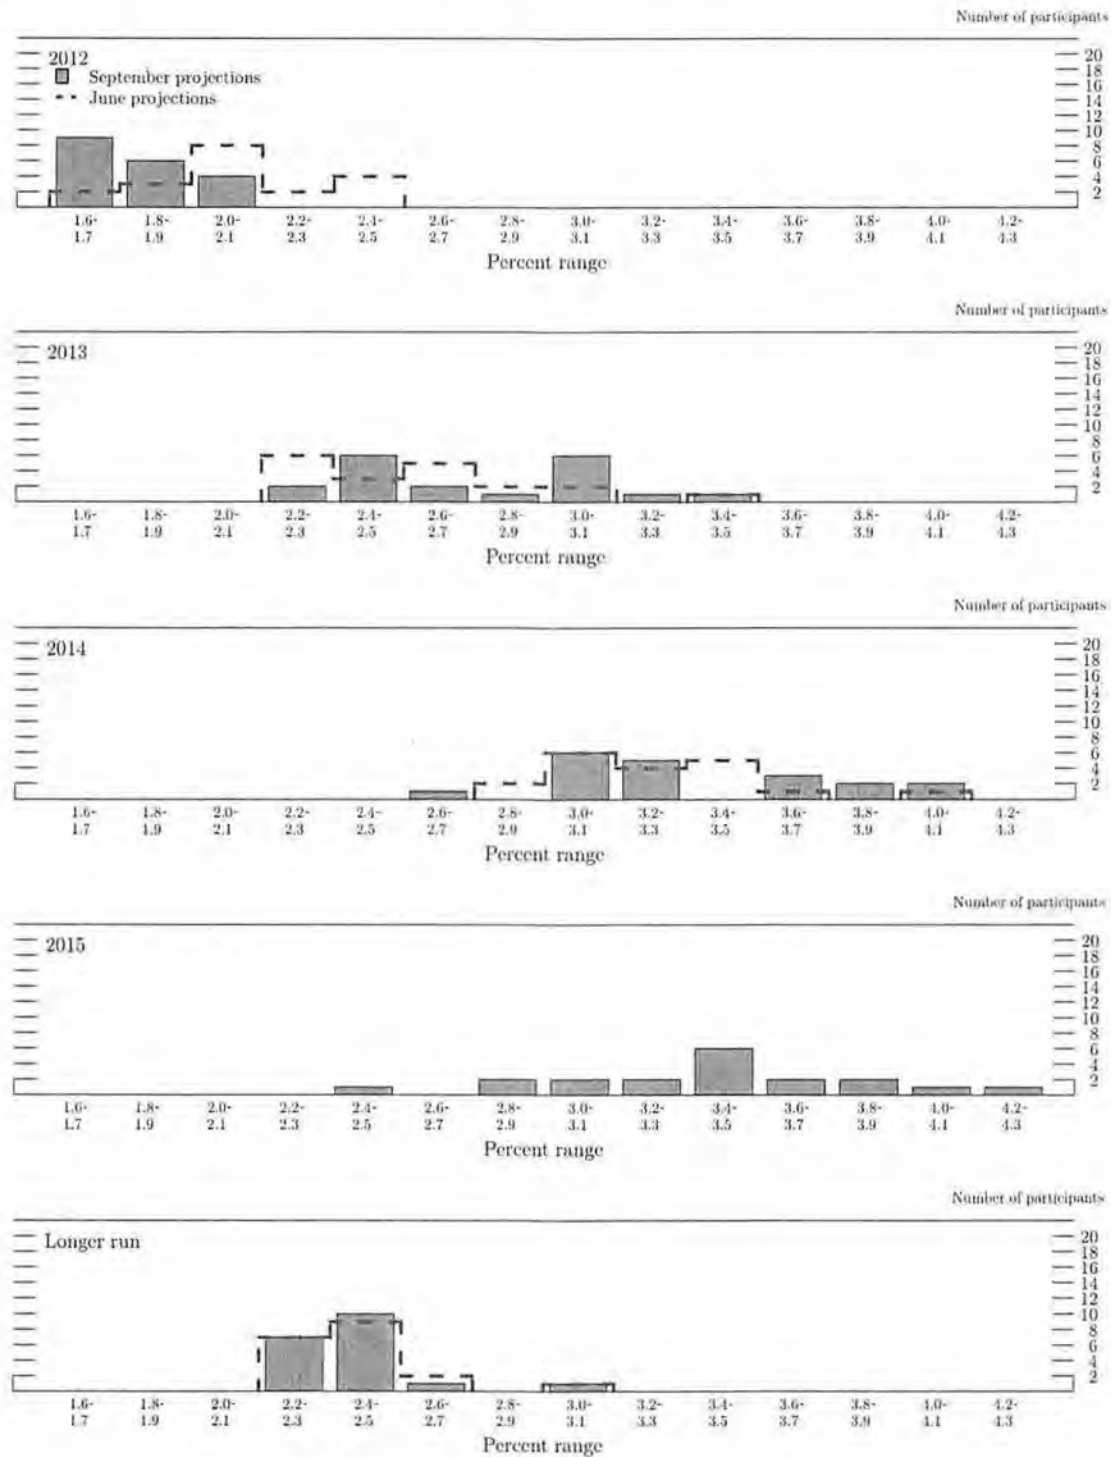 Number of participants
2012
September projections
June projections
20
18
16
14
12
10
8
6
4
2
1.6- 1.8- 2.0- 2.2- 2.4- 2.6- 2.8- 3.0- 3.2- 3.4- 3.6- 3.8- 4.0- 4.2-
1.7 1.9 2.1 2.3 2.5 2.7 2.9 3.1 3.3 3.5 3.7 3.9 4.1 4.3
Percent range
Number of participants
2013
20
18
16
14
12
10
8
6
4
2
1.6- 1.8- 2.0- 2.2- 2.4- 2.6- 2.8- 3.0- 3.2- 3.4- 3.6- 3.8- 4.0- 4.2-
1.7 1.9 2.1 2.3 2.5 2.7 2.9 3.1 3.3 3.5 3.7 3.9 4.1 4.3
Percent range
Number of participants
2014
20
18
16
14
12
10
8
6
4
2
1.6- 1.8- 2.0- 2.2- 2.4- 2.6- 2.8- 3.0- 3.2- 3.4- 3.6- 3.8- 4.0- 4.2-
1.7 1.9 2.1 2.3 2.5 2.7 2.9 3.1 3.3 3.5 3.7 3.9 4.1 4.3
Percent range
Number of participants
2015
20
18
16
14
12
10
8
6
4
2
1.6- 1.8- 2.0- 2.2- 2.4- 2.6- 2.8- 3.0- 3.2- 3.4- 3.6- 3.8- 4.0- 4.2-
1.7 1.9 2.1 2.3 2.5 2.7 2.9 3.1 3.3 3.5 3.7 3.9 4.1 4.3
Percent range
Number of participants
Longer run
20
18
16
14
12
10
8
6
4
2
1.6- 1.8- 2.0- 2.2- 2.4- 2.6- 2.8- 3.0- 3.2- 3.4- 3.6- 3.8- 4.0- 4.2-
1.7 1.9 2.1 2.3 2.5 2.7 2.9 3.1 3.3 3.5 3.7 3.9 4.1 4.3
Percent range